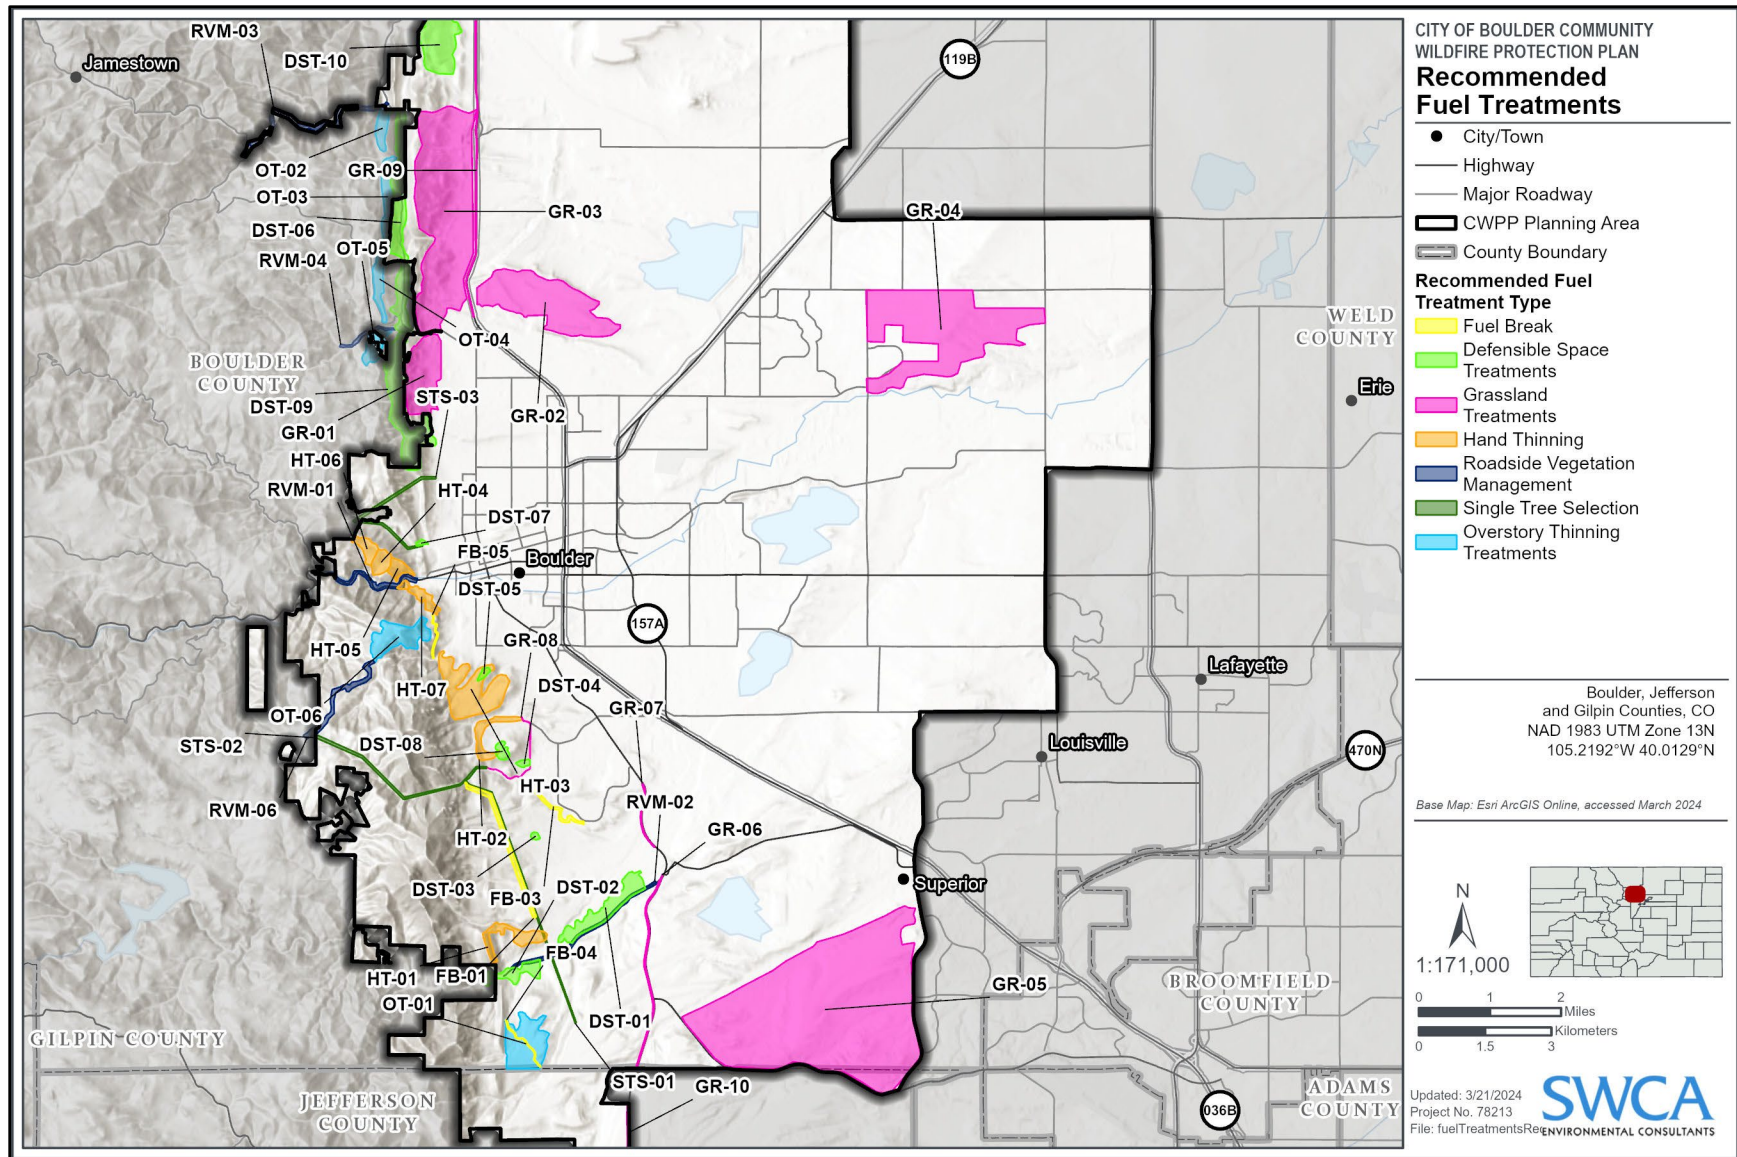 RVM-03
DST-10
Jamestown
119B
OT-02
GR-09
OT-03
GR-03
GR-04
DST-06
OT-05
RVM-04
OT-04
BOULDER
COUNTY
WELD
COUNTY
Erie
DST-09
STS-03
GR-02
GR-01
HT-06
RVM-01
HT-04
DST-07
FB-05
Boulder
DST-05
157A
HT-05
GR-08
Lafayette
HT-07
DST-04
GR-07
OT-06
STS-02
DST-08
Louisville
470N
HT-03
RVM-02
RVM-06
HT-02
GR-06
DST-03
DST-02
FB-03
Superior
FB-04
HT-01
FB-01
OT-01
GR-05
BROOMFIELD
COUNTY
DST-01
GILPIN COUNTY
STS-01
GR-10
JEFFERSON
COUNTY
ADAMS
COUNTY
036B
CITY OF BOULDER COMMUNITY
WILDFIRE PROTECTION PLAN
Recommended
Fuel Treatments
City/Town
Highway
Major Roadway
CWPP Planning Area
County Boundary
Recommended Fuel
Treatment Type
Fuel Break
Defensible Space
Treatments
Grassland
Treatments
Hand Thinning
Roadside Vegetation
Management
Single Tree Selection
Overstory Thinning
Treatments
Boulder, Jefferson
and Gilpin Counties, CO
NAD 1983 UTM Zone 13N
105.2192°W 40.0129°N
Base Map: Esri ArcGIS Online, accessed March 2024
N
1:171,000
0 1 2
Miles
Kilometers
0 1.5 3
Updated: 3/21/2024
Project No. 78213
File: fuelTreatmentsRec
SWCA
ENVIRONMENTAL CONSULTANTS